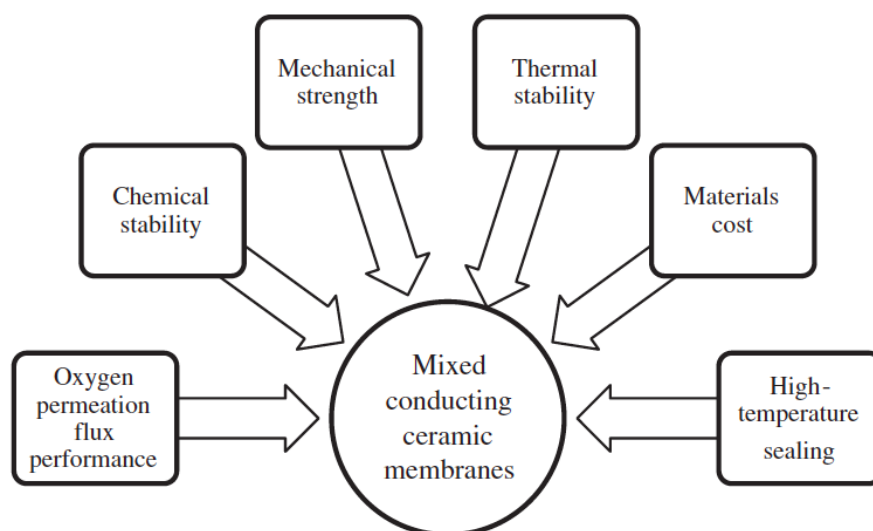 Mechanical
strength
Thermal
stability
Chemical
stability
Materials
cost
Oxygen
permeation
flux
performance
Mixed
conducting
ceramic
membranes
High-
temperature
sealing